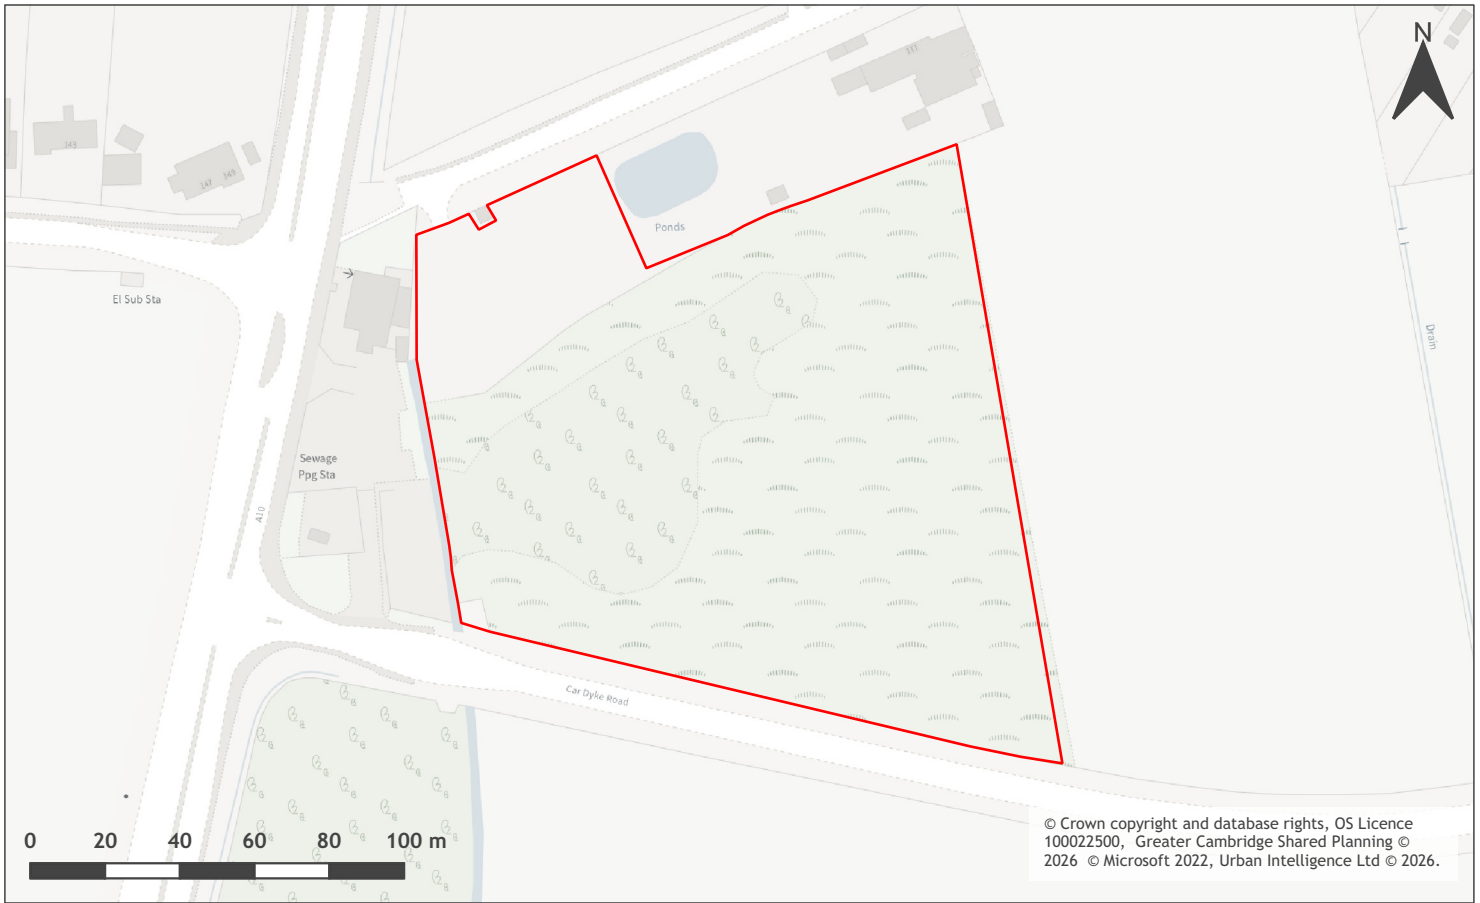 N
117
143
147
149
Ponds
El Sub Sta
Drain
Sewage
Ppg Sta
A10
Car Dyke Road
0 20 40 60 80 100 m
© Crown copyright and database rights, OS Licence
100022500, Greater Cambridge Shared Planning ©
2026 © Microsoft 2022, Urban Intelligence Ltd © 2026.